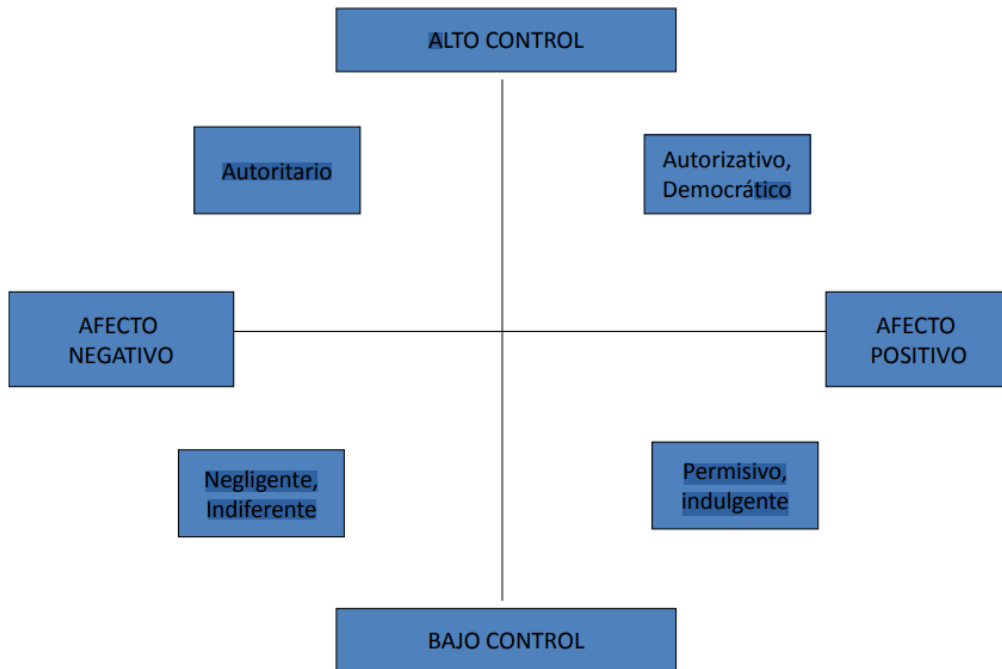 ALTO CONTROL
Autoritario
Autorizativo,
Democrático
AFECTO
NEGATIVO
AFECTO
POSITIVO
Negligente,
Indiferente
Permisivo,
indulgente
BAJO CONTROL